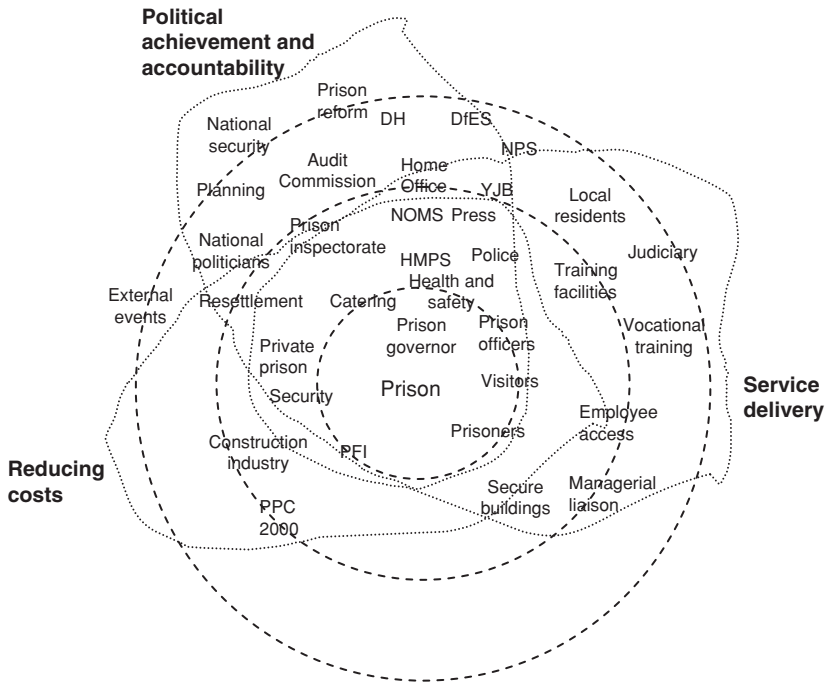 Political
achievement and
accountability
Prison
reform
DH
DfES
National
security
NPS
Audit
Commission
Home
Office
Planning
YJB
Local
residents
NOMS
Press
Prison
inspectorate
National
politicians
HMPS
Police
Judiciary
Health and
safety
Training
facilities
External
events
Resettlement
Catering
Prison
governor
Prison
officers
Vocational
training
Private
prison
Security
Prison
Visitors
Service
delivery
Employee
access
Prisoners
Construction
industry
PFI
Reducing
costs
Secure
buildings
Managerial
liaison
PPC
2000